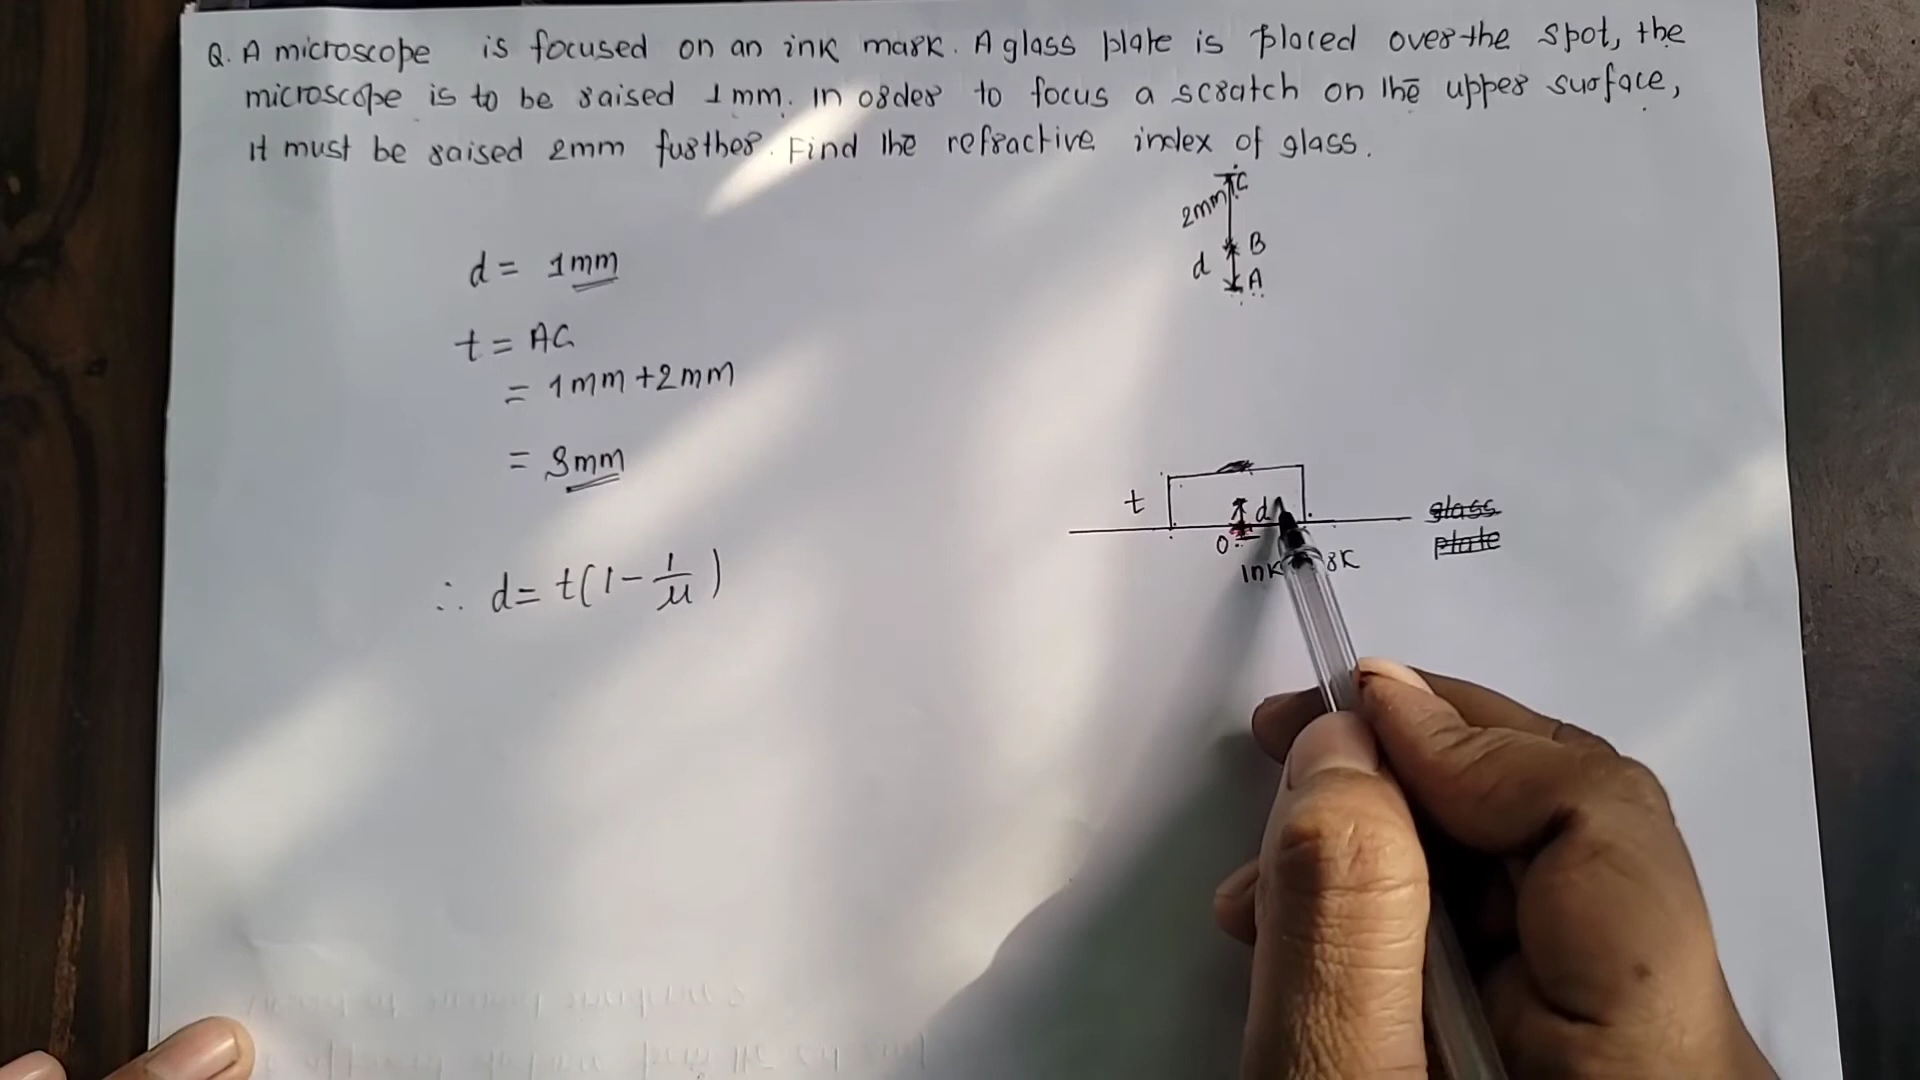 Q. A microscope is focused on an ink mark. A glass plate is placed over the spot, the
microscope is to be raised 1mm. In order to focus a scratch on the upper surface,
It must be raised 2mm further. Find the refractive index of glass.
C
2mm
B
d
A
d = 1mm
t = AC
= 1mm+2mm
= 3mm
∴ d= t(1-1/μ)
t
d
glass
plate
O
ink